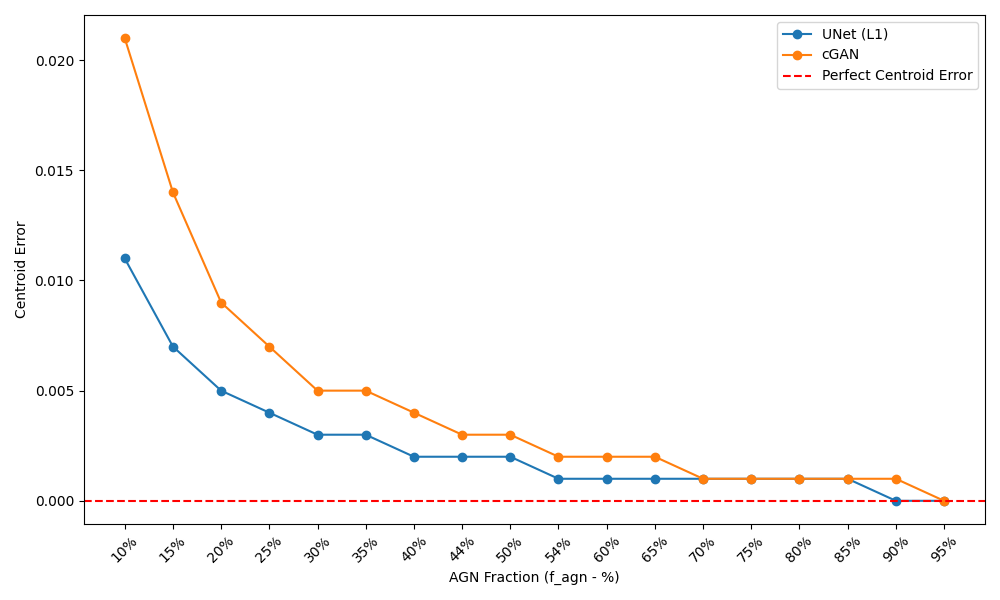 UNet (L1)
cGAN
Perfect Centroid Error
0.020
0.015
0.010
0.005
0.000
Centroid Error
10% 15% 20% 25% 30% 35% 40% 44% 50% 54% 60% 65% 70% 75% 80% 85% 90% 95%
AGN Fraction (f_agn - %)